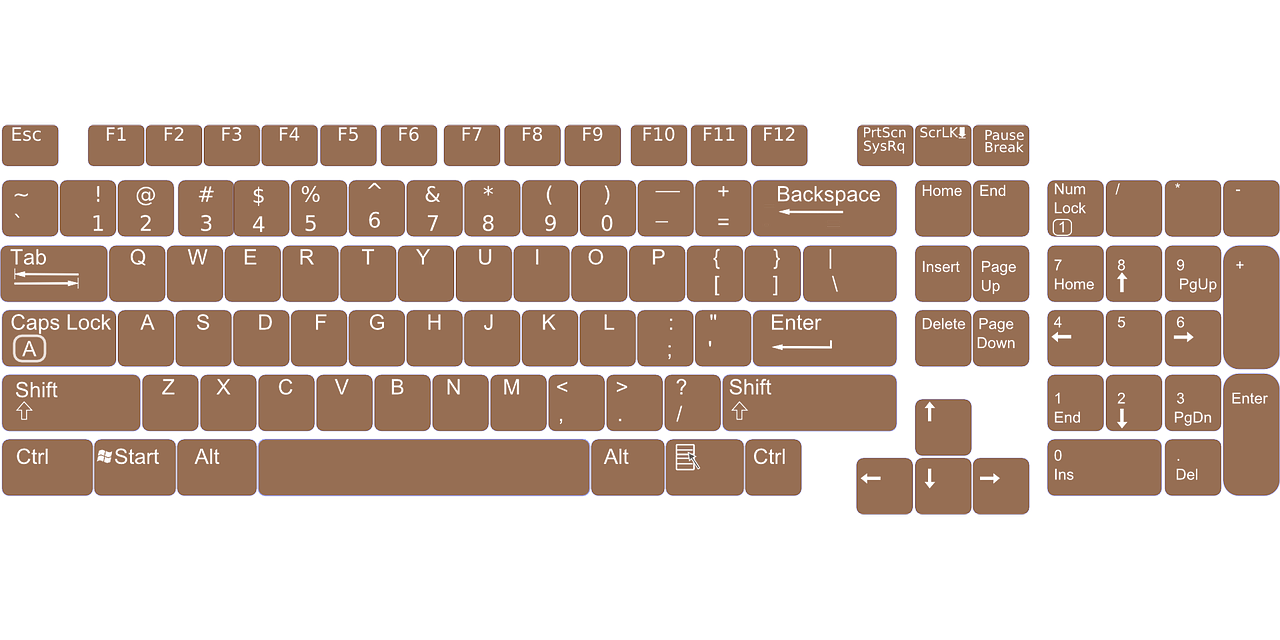 Esc F1 F2 F3 F4 F5 F6 F7 F8 F9 F10 F11 F12 PrtScn ScrLK Pause
SysRq Break
~ ! @ # $ % ^ & * ( ) — + Backspace Home End Num / * -
` 1 2 3 4 5 6 7 8 9 0 – = Lock
1
Tab Q W E R T Y U I O P { } | Insert Page 7 8 9 +
[ ] \ Up Home PgUp
Caps Lock A S D F G H J K L : " Enter Delete Page 4 5 6
A ; ' Down
Shift Z X C V B N M < > ? Shift 1 2 3 Enter
, . / End PgDn
Ctrl Start Alt Alt Ctrl 0 .
Ins Del